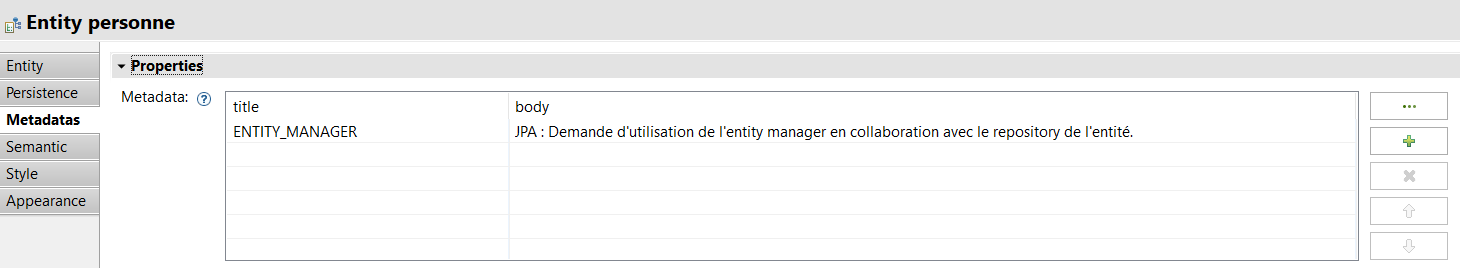 Entity personne
Entity
Persistence
Metadatas
Semantic
Style
Appearance
Properties
Metadata: ?
title body
ENTITY_MANAGER JPA : Demande d'utilisation de l'entity manager en collaboration avec le repository de l'entité.
...